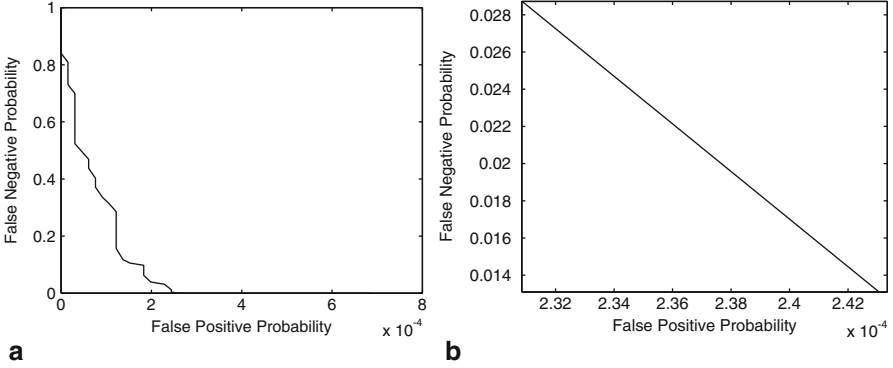 1
0.8
0.6
0.4
0.2
0
False Negative Probability
0 2 4 6 8
False Positive Probability
x 10⁻⁴
a
0.028
0.026
0.024
0.022
0.02
0.018
0.016
0.014
False Negative Probability
2.32 2.34 2.36 2.38 2.4 2.42
False Positive Probability
x 10⁻⁴
b